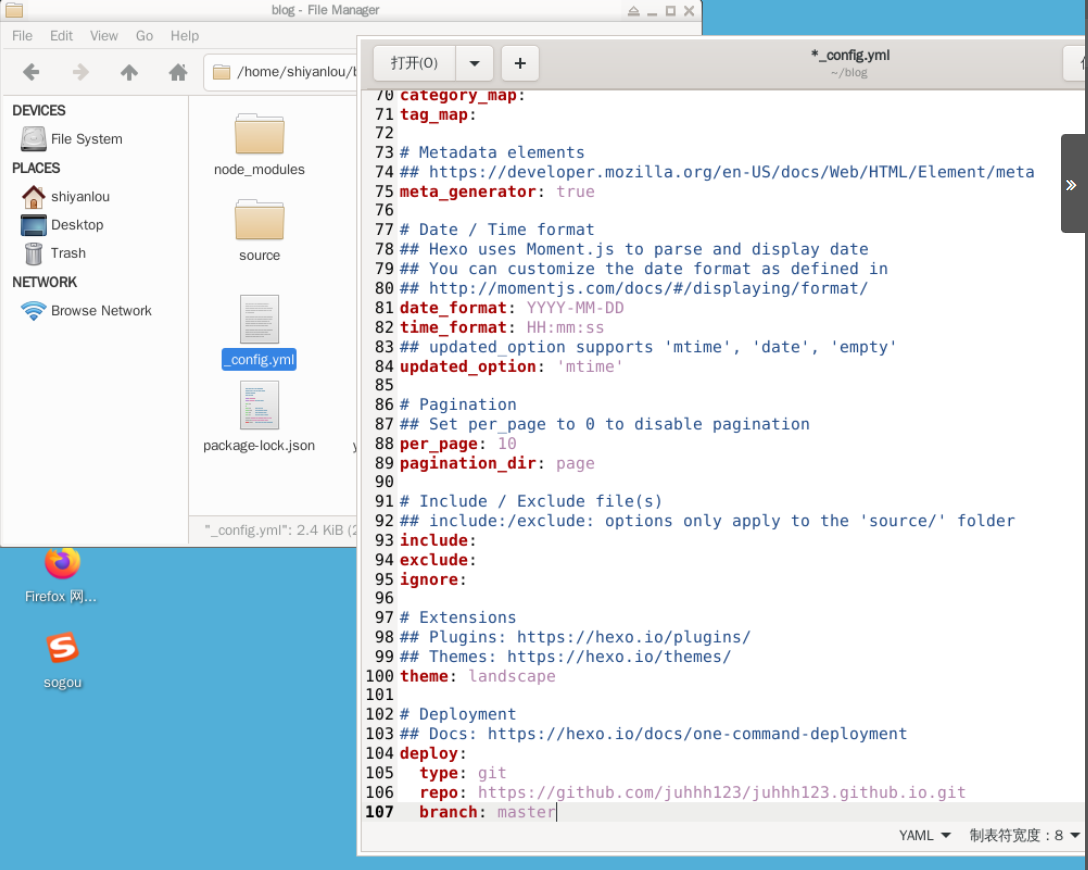 blog - File Manager
File Edit View Go Help
/home/shiyanlou/b
DEVICES
File System
PLACES
shiyanlou
Desktop
Trash
NETWORK
Browse Network
node_modules
source
_config.yml
package-lock.json
"_config.yml": 2.4 KiB (2
Firefox 网...
sogou
打开(O)
*_config.yml
~/blog
70 category_map:
71 tag_map:
72
73 # Metadata elements
74 ## https://developer.mozilla.org/en-US/docs/Web/HTML/Element/meta
75 meta_generator: true
76
77 # Date / Time format
78 ## Hexo uses Moment.js to parse and display date
79 ## You can customize the date format as defined in
80 ## http://momentjs.com/docs/#/displaying/format/
81 date_format: YYYY-MM-DD
82 time_format: HH:mm:ss
83 ## updated_option supports 'mtime', 'date', 'empty'
84 updated_option: 'mtime'
85
86 # Pagination
87 ## Set per_page to 0 to disable pagination
88 per_page: 10
89 pagination_dir: page
90
91 # Include / Exclude file(s)
92 ## include:/exclude: options only apply to the 'source/' folder
93 include:
94 exclude:
95 ignore:
96
97 # Extensions
98 ## Plugins: https://hexo.io/plugins/
99 ## Themes: https://hexo.io/themes/
100 theme: landscape
101
102 # Deployment
103 ## Docs: https://hexo.io/docs/one-command-deployment
104 deploy:
105 type: git
106 repo: https://github.com/juhhh123/juhhh123.github.io.git
107 branch: master
YAML 制表符宽度：8